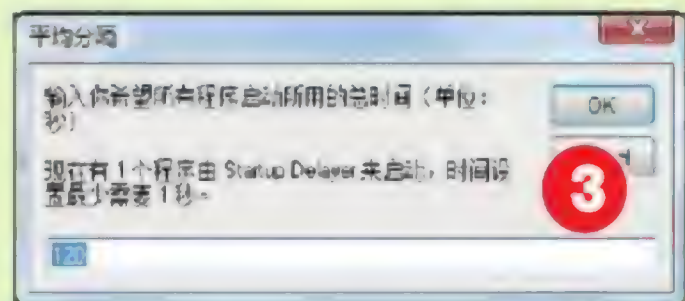 平均分隔
输入你希望所有程序启动所用的总时间（单位：
秒）
OK
现在有 1 个程序由 Startup Delayer 来启动，时间设
置最少需要 1 秒。
3
120